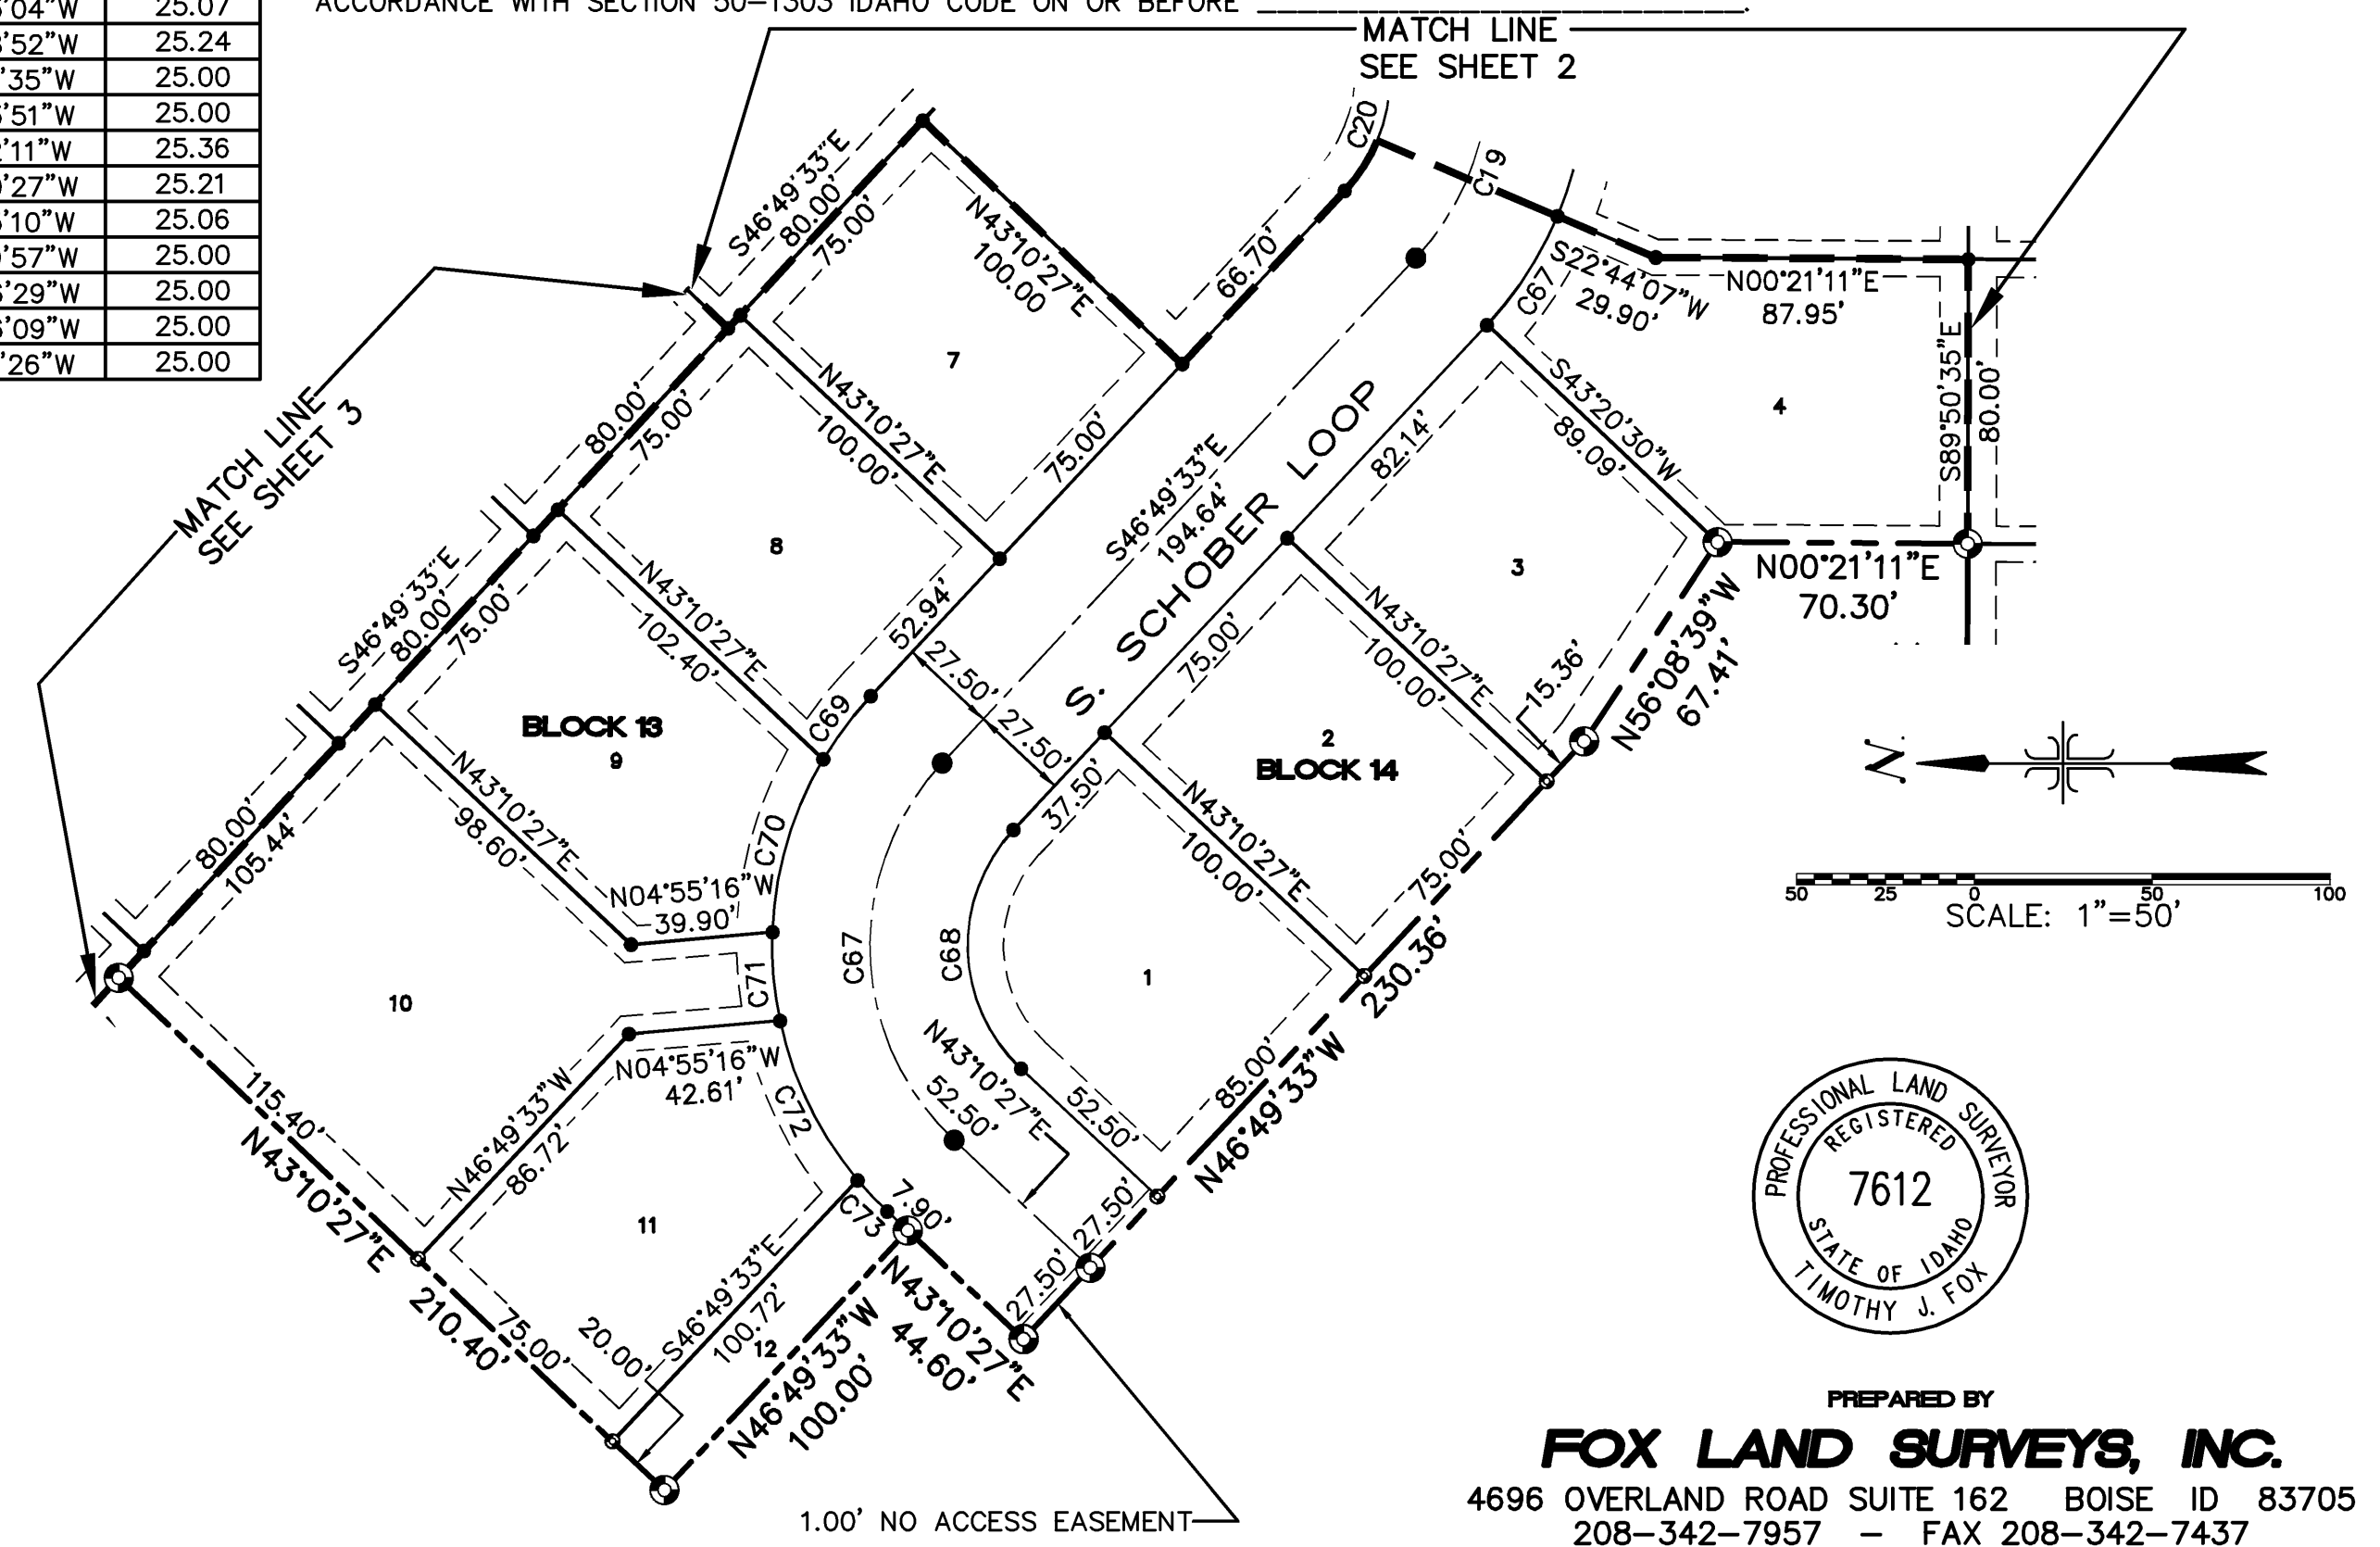 ACCORDANCE WITH SECTION 50–1303 IDAHO CODE ON OR BEFORE ________________________.
'04"W 25.07
'52"W 25.24
'35"W 25.00
'51"W 25.00
'11"W 25.36
'27"W 25.21
'10"W 25.06
'57"W 25.00
'29"W 25.00
'09"W 25.00
'26"W 25.00
MATCH LINE
SEE SHEET 2
MATCH LINE
SEE SHEET 3
C20
C19
S46°49'33"E
80.00'
75.00'
N43°10'27"E
100.00
7
66.70'
C67
S22°44'07"W
29.90'
N00°21'11"E
87.95'
S89°50'35"E
80.00'
4
80.00'
75.00'
N43°10'27"E
100.00'
75.00'
8
S46°49'33"E
194.64'
S. SCHOBER LOOP
82.14'
S43°20'30"W
89.09'
3
N00°21'11"E
70.30'
N56°08'39"W
67.41'
15.36'
S46°49'33"E
80.00'
75.00'
N43°10'27"E
102.40'
52.94'
C69
27.50'
27.50'
75.00'
N43°10'27"E
100.00'
2
BLOCK 14
BLOCK 13
9
80.00'
105.44'
N43°10'27"E
98.60'
N04°55'16"W
39.90'
C70
C71
C67
C68
37.50'
N43°10'27"E
100.00'
75.00'
230.36'
1
10
N04°55'16"W
42.61'
C72
N43°10'27"E
52.50'
52.50'
85.00'
N46°49'33"W
115.40'
N43°10'27"E
210.40'
N46°49'33"W
86.72'
11
75.00'
20.00'
S46°49'33"E
100.72'
12
C73
7.90'
27.50'
27.50'
N43°10'27"E
44.60'
N46°49'33"W
100.00'
1.00' NO ACCESS EASEMENT
N
50 25 0 50 100
SCALE: 1"=50'
PROFESSIONAL LAND SURVEYOR
REGISTERED
7612
STATE OF IDAHO
TIMOTHY J. FOX
PREPARED BY
FOX LAND SURVEYS, INC.
4696 OVERLAND ROAD SUITE 162 BOISE ID 83705
208–342–7957 – FAX 208–342–7437